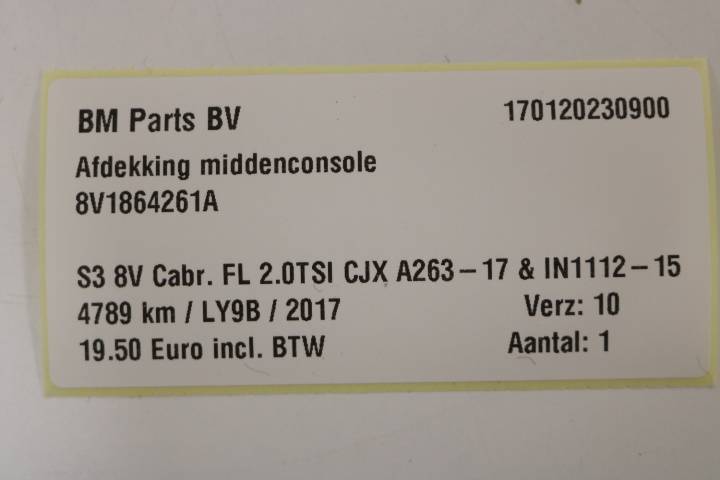 BM Parts BV 170120230900
Afdekking middenconsole
8V1864261A
S3 8V Cabr. FL 2.0TSI CJX A263-17 & IN1112-15
4789 km / LY9B / 2017 Verz: 10
19.50 Euro incl. BTW Aantal: 1